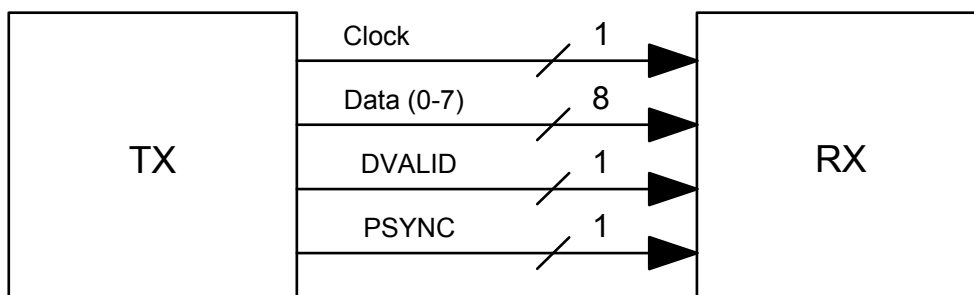 Clock 1
Data (0-7) 8
TX DVALID 1 RX
PSYNC 1